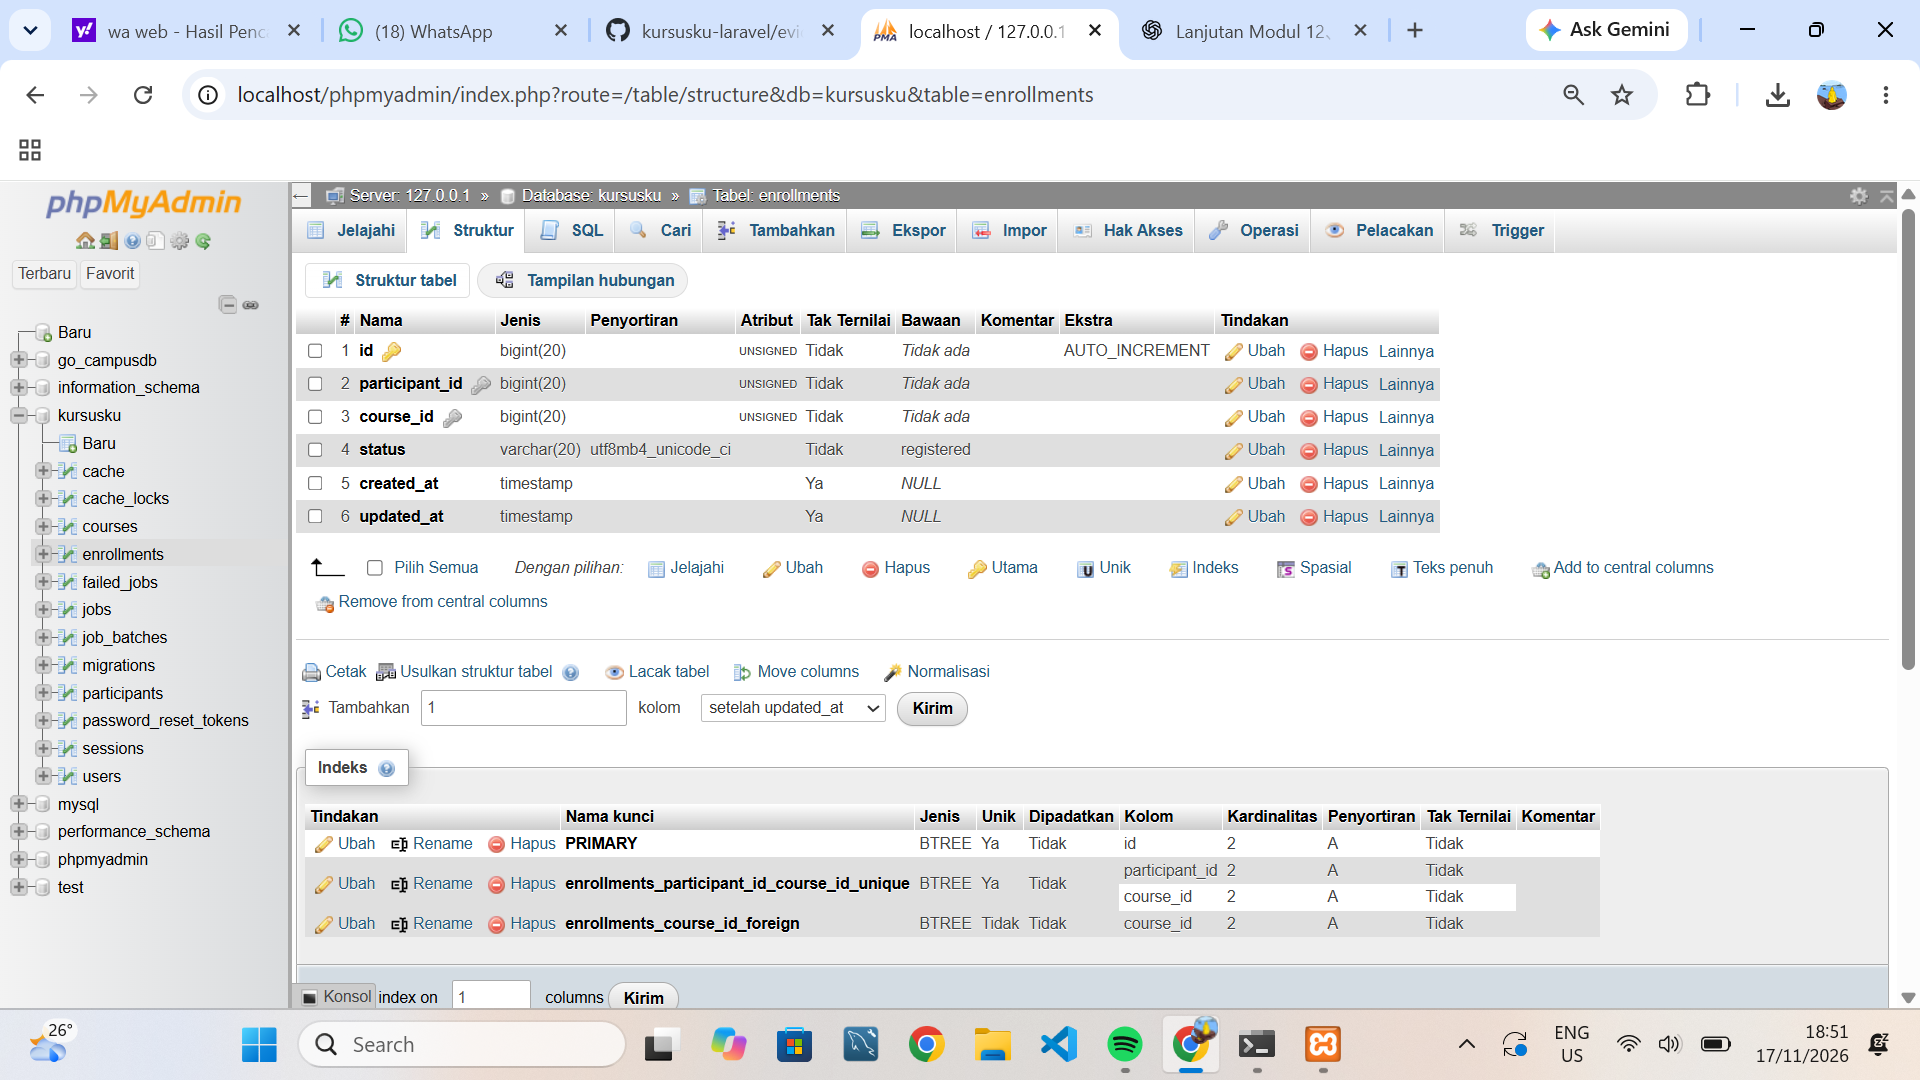 wa web - Hasil Penc
(18) WhatsApp
kursusku-laravel/evi
localhost / 127.0.0.1
Lanjutan Modul 12
Ask Gemini
localhost/phpmyadmin/index.php?route=/table/structure&db=kursusku&table=enrollments
phpMyAdmin
Terbaru Favorit
Baru
go_campusdb
information_schema
kursusku
Baru
cache
cache_locks
courses
enrollments
failed_jobs
jobs
job_batches
migrations
participants
password_reset_tokens
sessions
users
mysql
performance_schema
phpmyadmin
test
Server: 127.0.0.1 » Database: kursusku » Tabel: enrollments
Jelajahi Struktur SQL Cari Tambahkan Ekspor Impor Hak Akses Operasi Pelacakan Trigger
Struktur tabel Tampilan hubungan
# Nama Jenis Penyortiran Atribut Tak Ternilai Bawaan Komentar Ekstra Tindakan
1 id bigint(20) UNSIGNED Tidak Tidak ada AUTO_INCREMENT Ubah Hapus Lainnya
2 participant_id bigint(20) UNSIGNED Tidak Tidak ada Ubah Hapus Lainnya
3 course_id bigint(20) UNSIGNED Tidak Tidak ada Ubah Hapus Lainnya
4 status varchar(20) utf8mb4_unicode_ci Tidak registered Ubah Hapus Lainnya
5 created_at timestamp Ya NULL Ubah Hapus Lainnya
6 updated_at timestamp Ya NULL Ubah Hapus Lainnya
Pilih Semua Dengan pilihan: Jelajahi Ubah Hapus Utama Unik Indeks Spasial Teks penuh Add to central columns
Remove from central columns
Cetak Usulkan struktur tabel Lacak tabel Move columns Normalisasi
Tambahkan 1 kolom setelah updated_at Kirim
Indeks
Tindakan Nama kunci Jenis Unik Dipadatkan Kolom Kardinalitas Penyortiran Tak Ternilai Komentar
Ubah Rename Hapus PRIMARY BTREE Ya Tidak id 2 A Tidak
Ubah Rename Hapus enrollments_participant_id_course_id_unique BTREE Ya Tidak participant_id 2 A Tidak
course_id 2 A Tidak
Ubah Rename Hapus enrollments_course_id_foreign BTREE Tidak Tidak course_id 2 A Tidak
Konsol index on 1 columns Kirim
26°
Search
ENG
US
18:51
17/11/2026